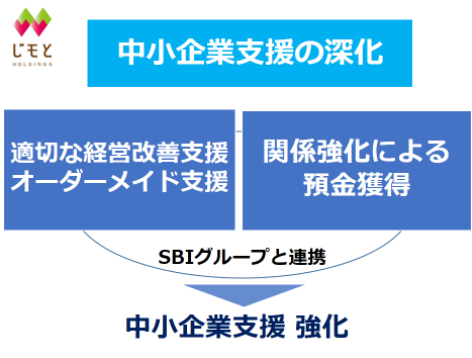 じモと
HOLDINGS
中小企業支援の深化
適切な経営改善支援
オーダーメイド支援
関係強化による
預金獲得
SBIグループと連携
中小企業支援 強化